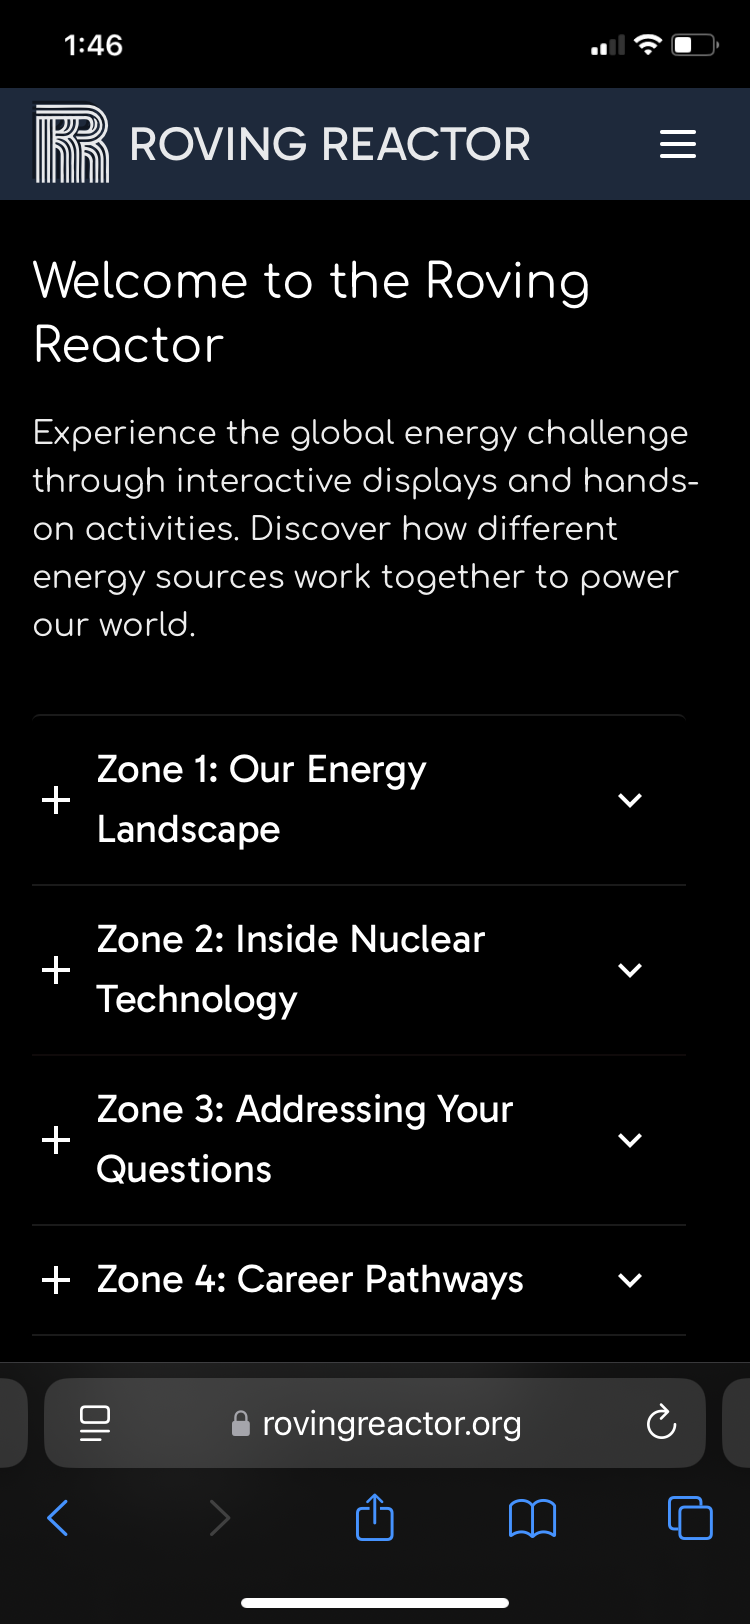 1:46
ROVING REACTOR
Welcome to the Roving
Reactor
Experience the global energy challenge
through interactive displays and hands-
on activities. Discover how different
energy sources work together to power
our world.
Zone 1: Our Energy
Landscape
Zone 2: Inside Nuclear
Technology
Zone 3: Addressing Your
Questions
Zone 4: Career Pathways
rovingreactor.org